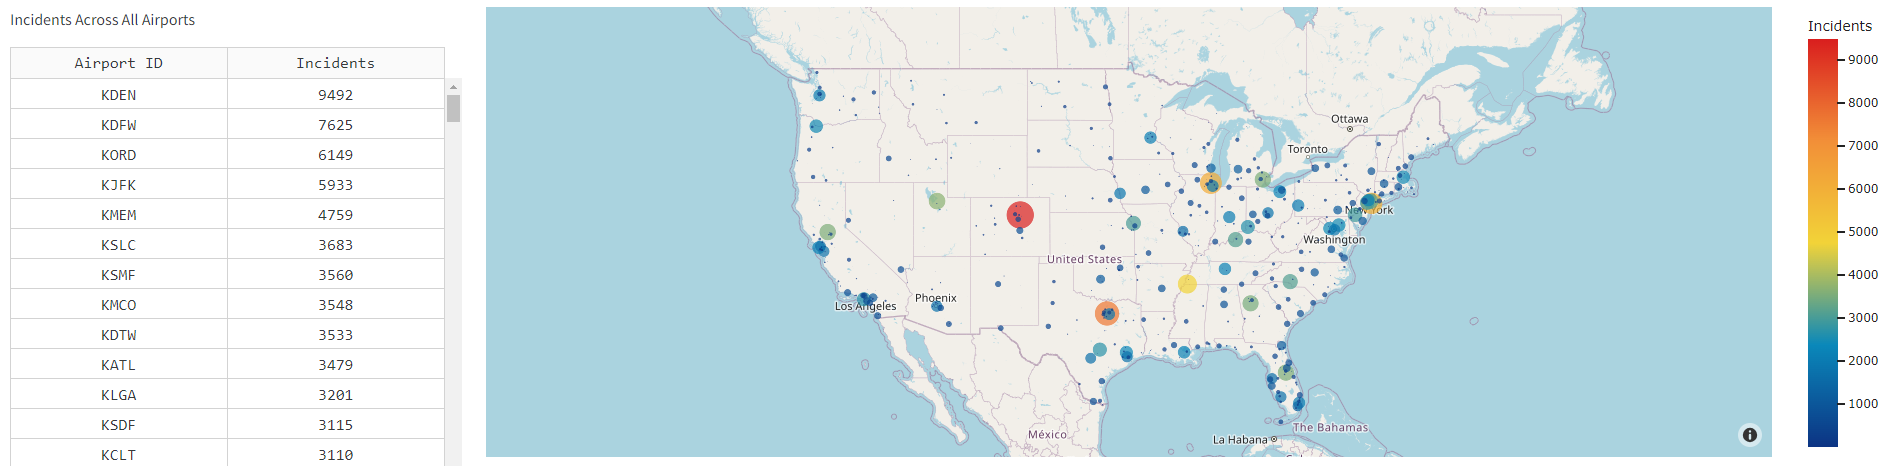 Incidents Across All Airports
Airport ID Incidents
KDEN 9492
KDFW 7625
KORD 6149
KJFK 5933
KMEM 4759
KSLC 3683
KSMF 3560
KMCO 3548
KDTW 3533
KATL 3479
KLGA 3201
KSDF 3115
KCLT 3110
Ottawa
Toronto
New York
Washington
United States
Phoenix
Los Angeles
The Bahamas
México
La Habana
Incidents
9000
8000
7000
6000
5000
4000
3000
2000
1000